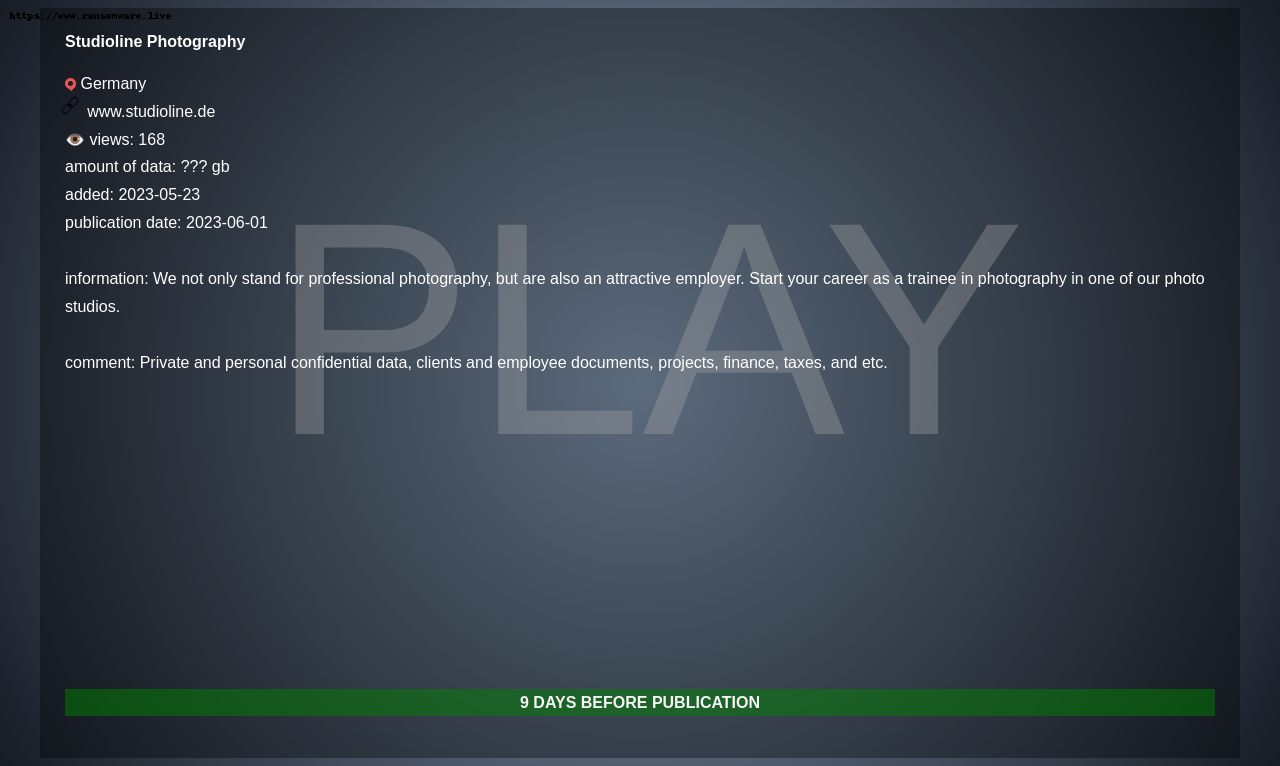 https://www.ransomware.live
Studioline Photography
Germany
www.studioline.de
views: 168
amount of data: ??? gb
added: 2023-05-23
publication date: 2023-06-01
PLAY
information: We not only stand for professional photography, but are also an attractive employer. Start your career as a trainee in photography in one of our photo
studios.
comment: Private and personal confidential data, clients and employee documents, projects, finance, taxes, and etc.
9 DAYS BEFORE PUBLICATION